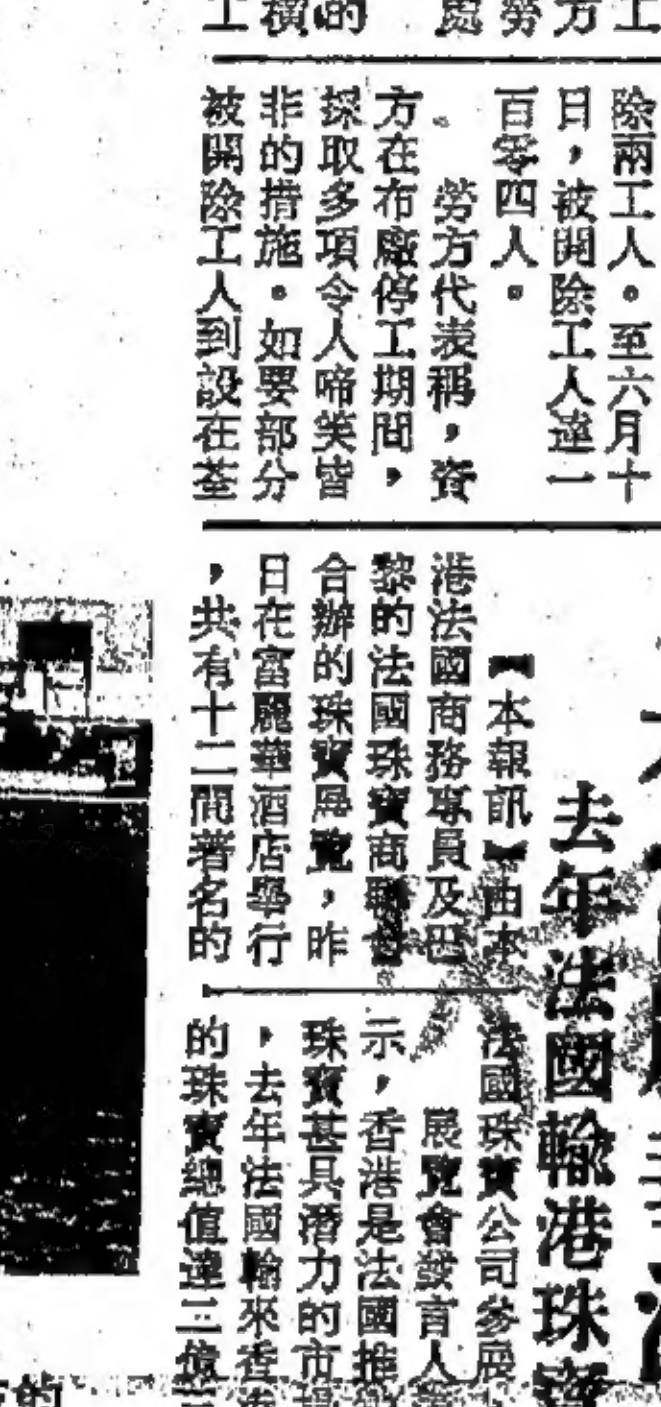 工
方
勞
處
的
橫
工
除兩工人。至六月十
日，被開除工人達一
百零四人。
勞方代表稱，資
方在布廠停工期間，
採取多項令人啼笑皆
非的措施。如要部分
被開除工人到設在荃
去年法國輸港珠寶
【本報訊】由本
港法國商務專員及巴
黎的法國珠寶商聯會
合辦的珠寶展覽，昨
日在富麗華酒店舉行
，共有十二間著名的
法國珠寶公司參展
展覽會發言人
示，香港是法國推
珠寶甚具潛力的市場
，去年法國輸來香港
的珠寶總值達三億
的